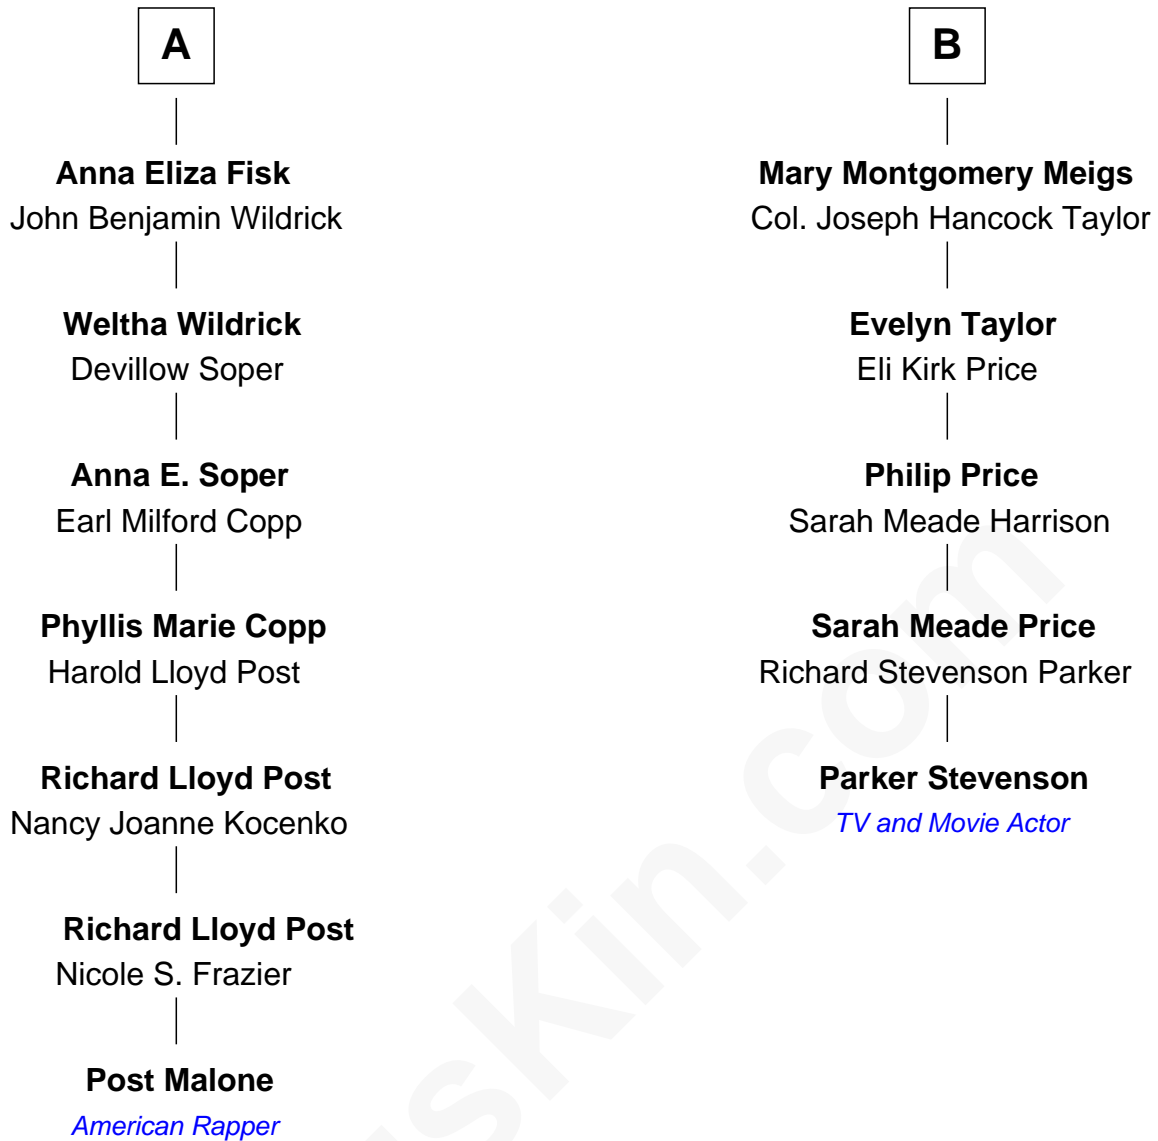 A
Anna Eliza Fisk
John Benjamin Wildrick
Weltha Wildrick
Devillow Soper
Anna E. Soper
Earl Milford Copp
Phyllis Marie Copp
Harold Lloyd Post
Richard Lloyd Post
Nancy Joanne Kocenko
Richard Lloyd Post
Nicole S. Frazier
Post Malone
American Rapper
B
Mary Montgomery Meigs
Col. Joseph Hancock Taylor
Evelyn Taylor
Eli Kirk Price
Philip Price
Sarah Meade Harrison
Sarah Meade Price
Richard Stevenson Parker
Parker Stevenson
TV and Movie Actor